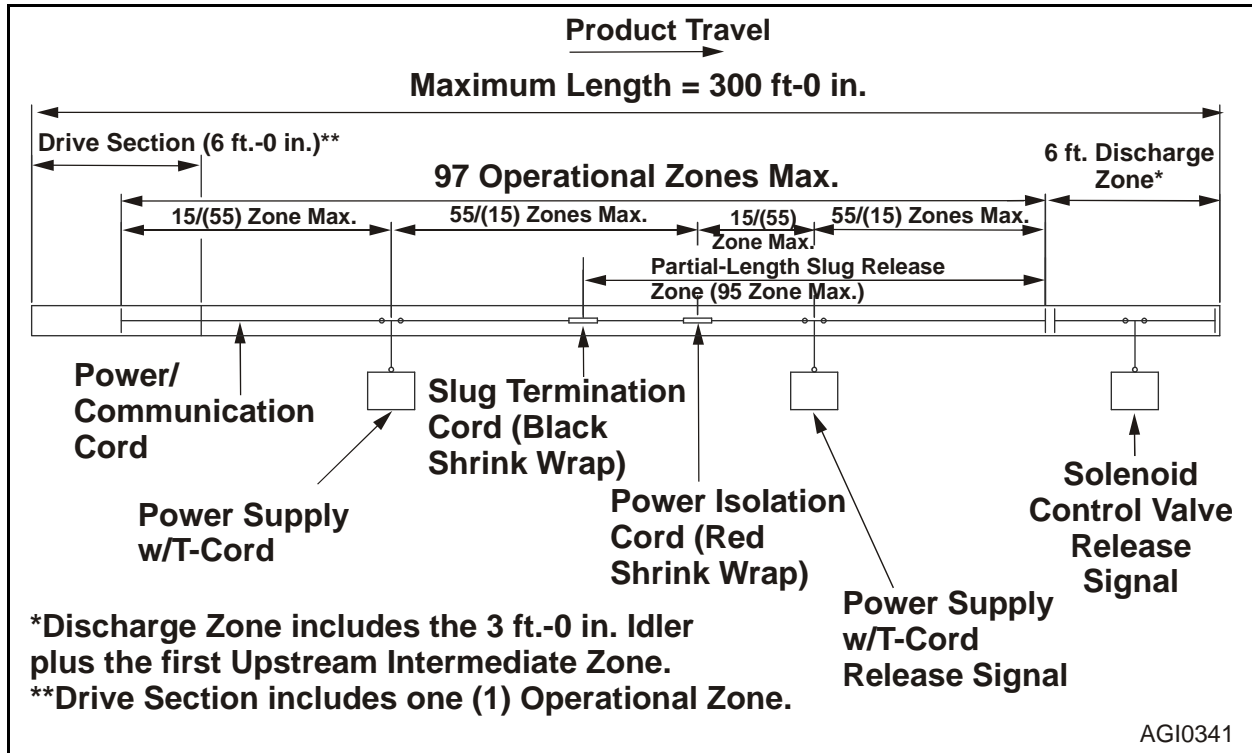 Product Travel
Maximum Length = 300 ft-0 in.
Drive Section (6 ft.-0 in.)**
6 ft. Discharge
Zone*
97 Operational Zones Max.
15/(55) Zone Max.
55/(15) Zones Max.
15/(55)
Zone Max.
55/(15) Zones Max.
Partial-Length Slug Release
Zone (95 Zone Max.)
Power/
Communication
Cord
Power Supply
w/T-Cord
Slug Termination
Cord (Black
Shrink Wrap)
Power Isolation
Cord (Red
Shrink Wrap)
Power Supply
w/T-Cord
Release Signal
Solenoid
Control Valve
Release
Signal
*Discharge Zone includes the 3 ft.-0 in. Idler
plus the first Upstream Intermediate Zone.
**Drive Section includes one (1) Operational Zone.
AGI0341